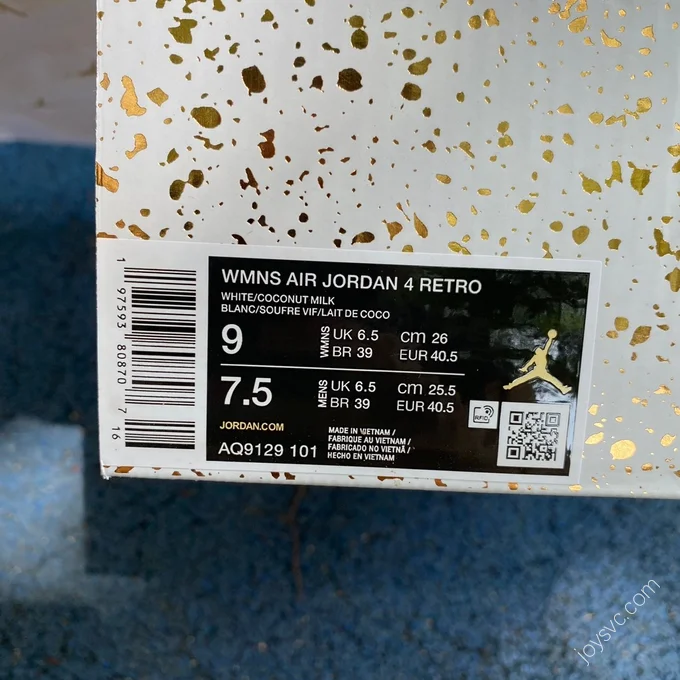 WMNS AIR JORDAN 4 RETRO
WHITE/COCONUT MILK
BLANC/SOUFRE VIF/LAIT DE COCO
9 WMNS UK 6.5 cm 26
BR 39 EUR 40.5
7.5 MENS UK 6.5 cm 25.5
BR 39 EUR 40.5
JORDAN.COM
AQ9129 101
MADE IN VIETNAM /
FABRIQUE AU VIETNAM /
FABRICADO NO VIETNÃ /
HECHO EN VIETNAM
RFID
1 97593 80870 7 16
joysvc.com